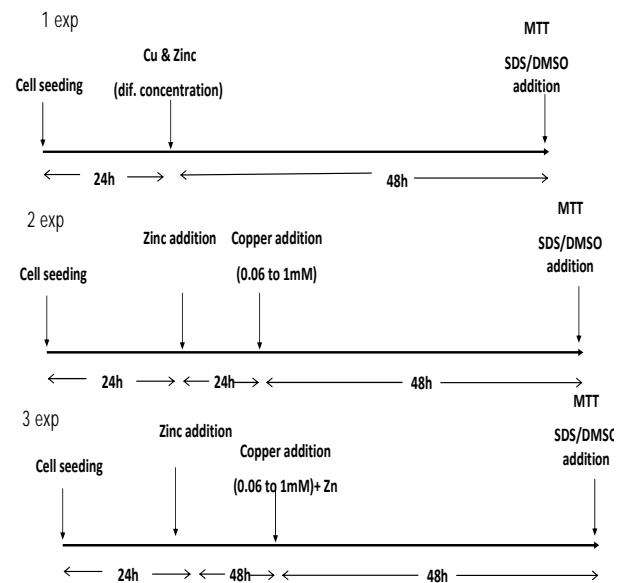 1 exp
MTT
Cu & Zinc
SDS/DMSO
Cell seeding
(dif. concentration)
addition
24h
48h
2 exp
MTT
Zinc addition
Copper addition
SDS/DMSO
Cell seeding
(0.06 to 1mM)
addition
24h
24h
48h
3 exp
MTT
Zinc addition
SDS/DMSO
Copper addition
Cell seeding
addition
(0.06 to 1mM)+ Zn
24h
48h
48h